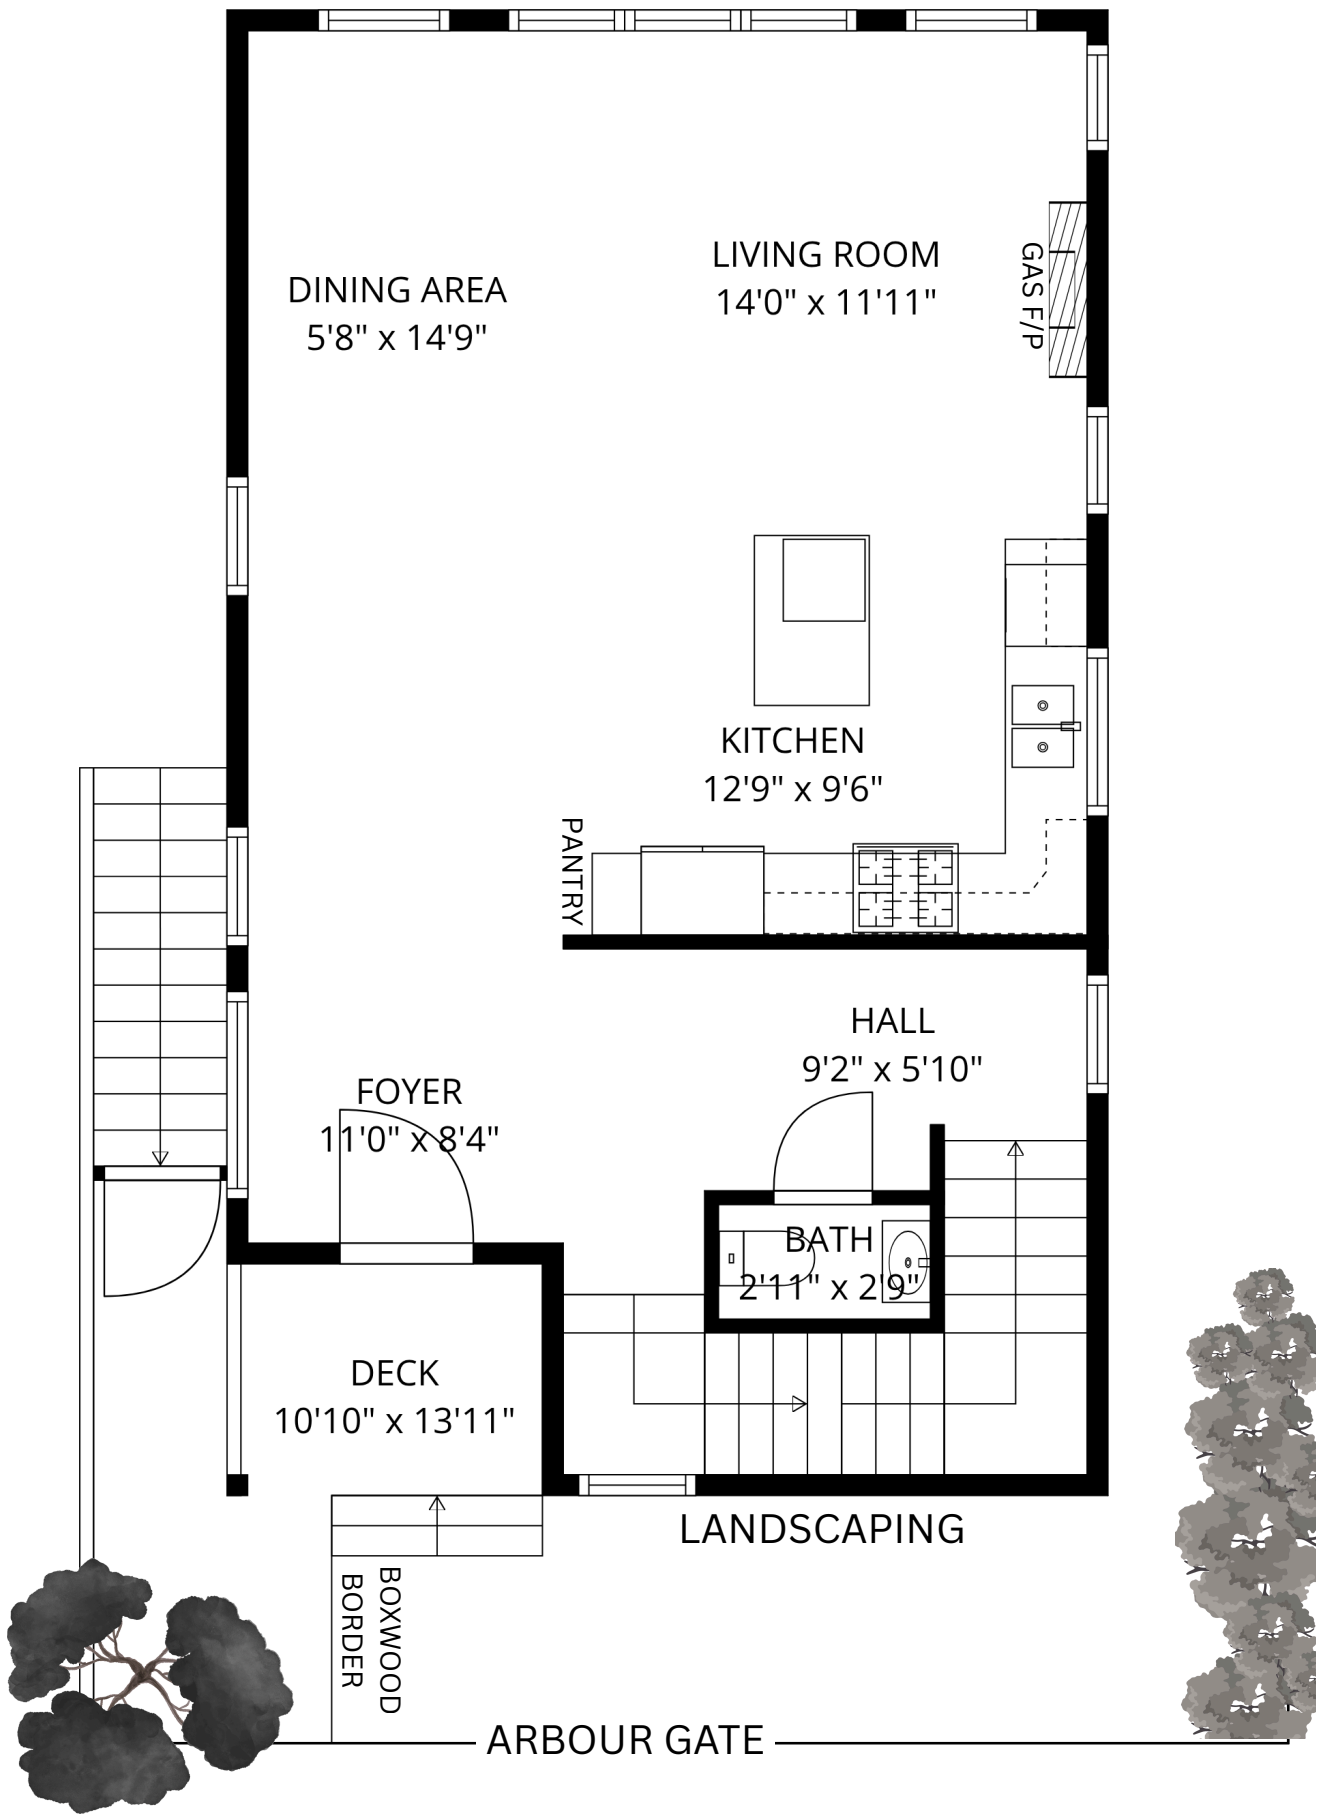 DINING AREA
5'8" x 14'9"
LIVING ROOM
14'0" x 11'11"
GAS F/P
KITCHEN
12'9" x 9'6"
PANTRY
HALL
9'2" x 5'10"
FOYER
11'0" x 8'4"
BATH
2'11" x 2'9"
DECK
10'10" x 13'11"
LANDSCAPING
BOXWOOD
BORDER
ARBOUR GATE